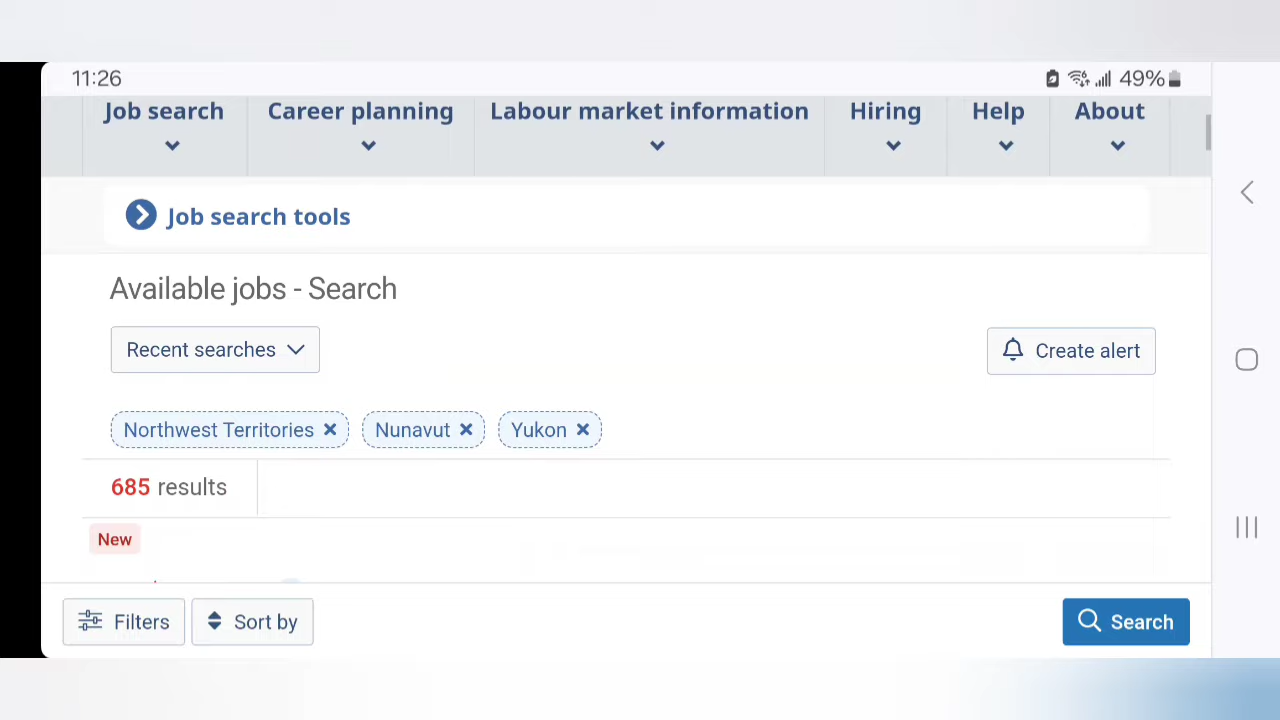 11:26
49%
Job search Career planning Labour market information Hiring Help About
Job search tools
Available jobs - Search
Recent searches
Create alert
Northwest Territories × Nunavut × Yukon ×
685 results
New
Filters Sort by Search